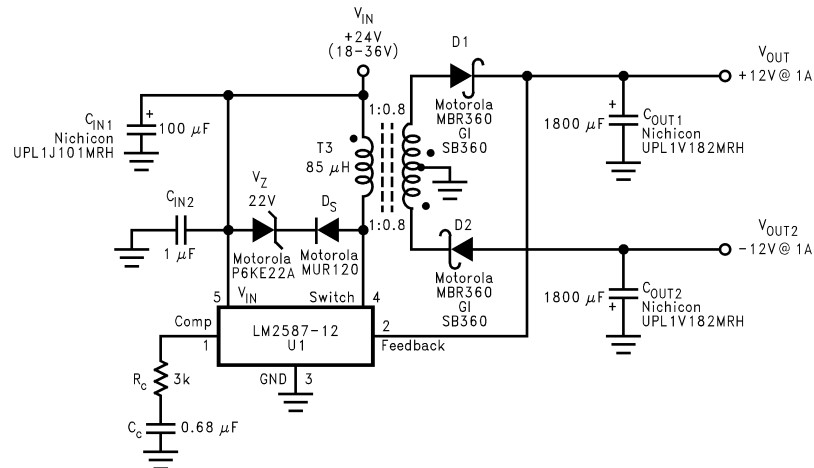 V_IN
+24V
(18-36V)
D1
V_OUT
+12V @ 1A
1:0.8
Motorola
MBR360
GI
SB360
C_IN1
Nichicon
UPL1J101MRH
+
100 μF
T3
85 μH
+
1800 μF
C_OUT1
Nichicon
UPL1V182MRH
V_Z
22V
D_S
C_IN2
1 μF
1:0.8
D2
V_OUT2
-12V @ 1A
Motorola
P6KE22A
Motorola
MUR120
Motorola
MBR360
GI
SB360
1800 μF
+
C_OUT2
Nichicon
UPL1V182MRH
5
V_IN
Switch
4
Comp
1
LM2587-12
U1
2
Feedback
GND
3
R_c
3k
C_c
0.68 μF